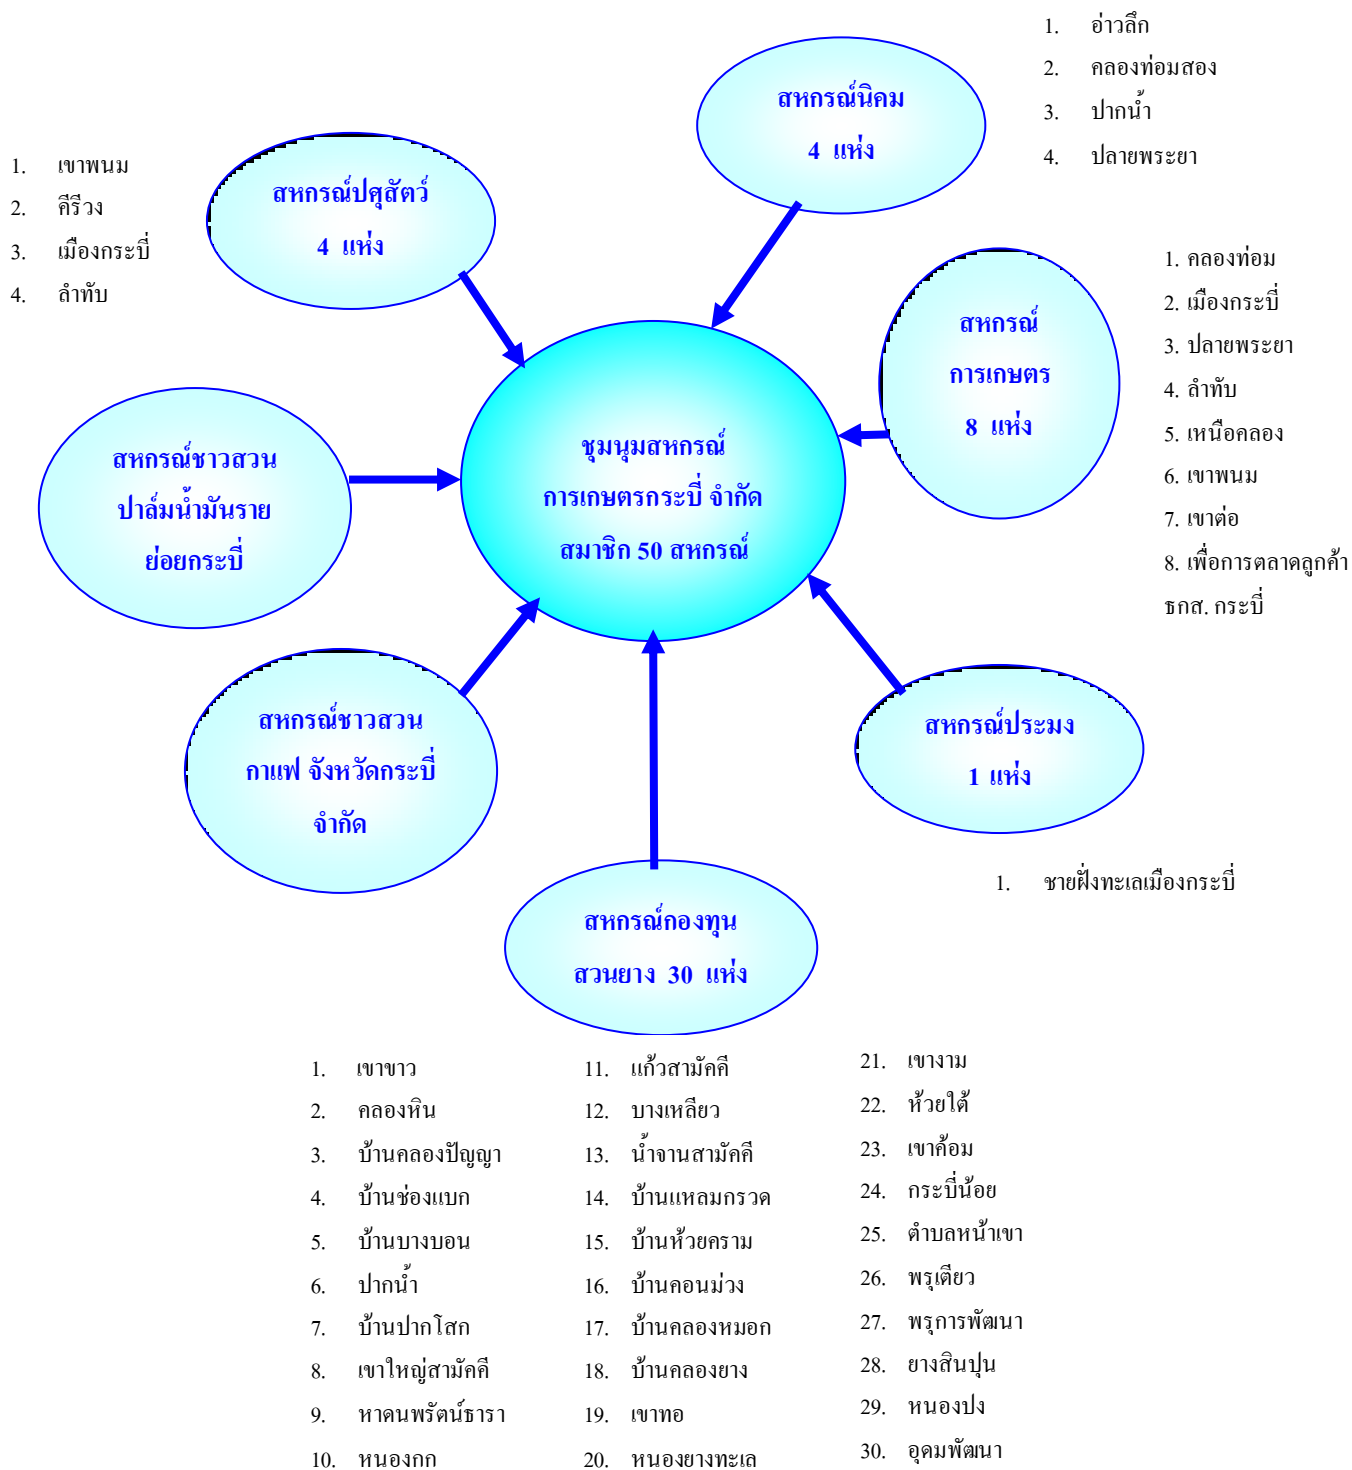 1. อ่าวลึก
2. คลองท่อมสอง
3. ปากน้ำ
4. ปลายพระยา
สหกรณ์นิคม
4 แห่ง
1. เขาพนม
2. คีรีวง
3. เมืองกระบี่
4. ลำทับ
สหกรณ์ปศุสัตว์
4 แห่ง
1. คลองท่อม
2. เมืองกระบี่
3. ปลายพระยา
4. ลำทับ
5. เหนือคลอง
6. เขาพนม
7. เขาต่อ
8. เพื่อการตลาดลูกค้า
ธกส. กระบี่
สหกรณ์
การเกษตร
8 แห่ง
ชุมนุมสหกรณ์
การเกษตรกระบี่ จำกัด
สมาชิก 50 สหกรณ์
สหกรณ์ชาวสวน
ปาล์มน้ำมันราย
ย่อยกระบี่
สหกรณ์ชาวสวน
กาแฟ จังหวัดกระบี่
จำกัด
สหกรณ์ประมง
1 แห่ง
1. ชายฝั่งทะเลเมืองกระบี่
สหกรณ์กองทุน
สวนยาง 30 แห่ง
1. เขาขาว
2. คลองหิน
3. บ้านคลองปัญญา
4. บ้านช่องแบก
5. บ้านบางบอน
6. ปากน้ำ
7. บ้านปากโสก
8. เขาใหญ่สามัคคี
9. หาดนพรัตน์ธารา
10. หนองกก
11. แก้วสามัคคี
12. บางเหลียว
13. น้ำจานสามัคคี
14. บ้านแหลมกรวด
15. บ้านห้วยคราม
16. บ้านคอนม่วง
17. บ้านคลองหมอก
18. บ้านคลองยาง
19. เขาทอ
20. หนองยางทะเล
21. เขางาม
22. ห้วยใต้
23. เขาค้อม
24. กระบี่น้อย
25. ตำบลหน้าเขา
26. พรุเตียว
27. พรุการพัฒนา
28. ยางสินปุน
29. หนองปง
30. อุดมพัฒนา